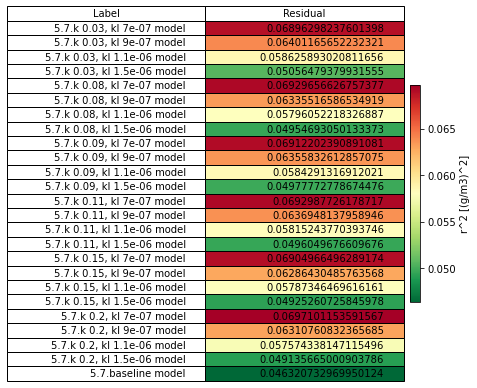 Label Residual
5.7.k 0.03, kl 7e-07 model 0.06896298237601398
5.7.k 0.03, kl 9e-07 model 0.06401165652232321
5.7.k 0.03, kl 1.1e-06 model 0.058625893020811656
5.7.k 0.03, kl 1.5e-06 model 0.05056479379931555
5.7.k 0.08, kl 7e-07 model 0.06929656626757377
5.7.k 0.08, kl 9e-07 model 0.06335516586534919
5.7.k 0.08, kl 1.1e-06 model 0.05796052218326887
5.7.k 0.08, kl 1.5e-06 model 0.04954693050133373
5.7.k 0.09, kl 7e-07 model 0.06912202390891081
5.7.k 0.09, kl 9e-07 model 0.06355832612857075
5.7.k 0.09, kl 1.1e-06 model 0.0584291316912021
5.7.k 0.09, kl 1.5e-06 model 0.04977772778674476
5.7.k 0.11, kl 7e-07 model 0.0692987726178717
5.7.k 0.11, kl 9e-07 model 0.0636948137958946
5.7.k 0.11, kl 1.1e-06 model 0.05815243770393746
5.7.k 0.11, kl 1.5e-06 model 0.0496049676609676
5.7.k 0.15, kl 7e-07 model 0.06904966496289174
5.7.k 0.15, kl 9e-07 model 0.06286430485763568
5.7.k 0.15, kl 1.1e-06 model 0.05787346469616161
5.7.k 0.15, kl 1.5e-06 model 0.04925260725845978
5.7.k 0.2, kl 7e-07 model 0.0697101153591567
5.7.k 0.2, kl 9e-07 model 0.06310760832365685
5.7.k 0.2, kl 1.1e-06 model 0.057574338147115496
5.7.k 0.2, kl 1.5e-06 model 0.049135665000903786
5.7.baseline model 0.046320732969950124
0.065
0.060
0.055
0.050
r^2 [(g/m3)^2]